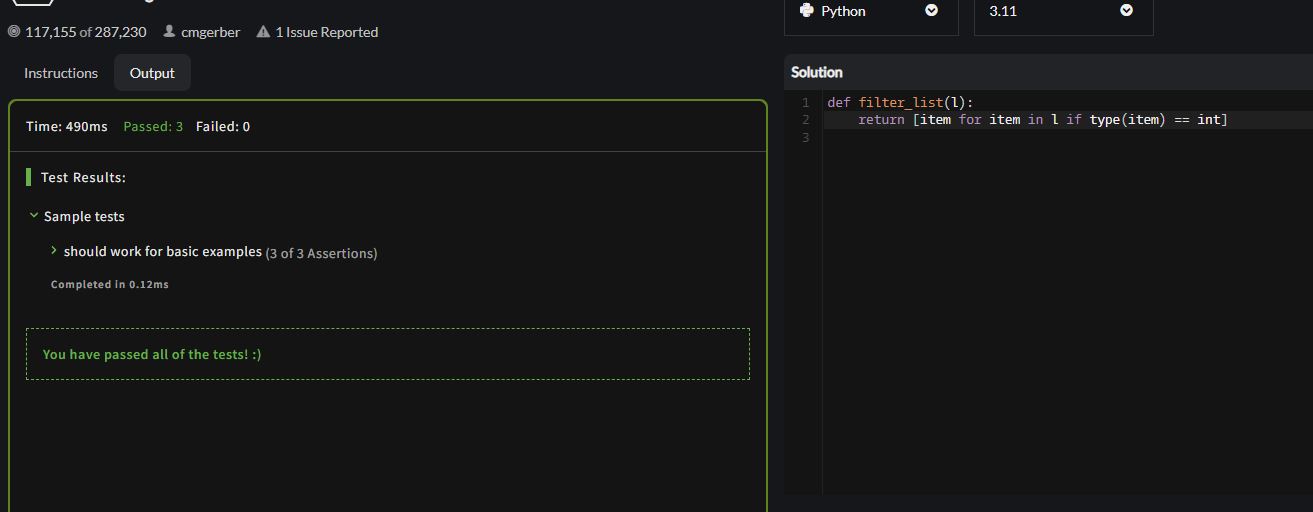 Python
3.11
117,155 of 287,230 cmgerber 1 Issue Reported
Instructions Output
Time: 490ms Passed: 3 Failed: 0
Test Results:
Sample tests
should work for basic examples (3 of 3 Assertions)
Completed in 0.12ms
You have passed all of the tests! :)
Solution
1 def filter_list(l):
2     return [item for item in l if type(item) == int]
3